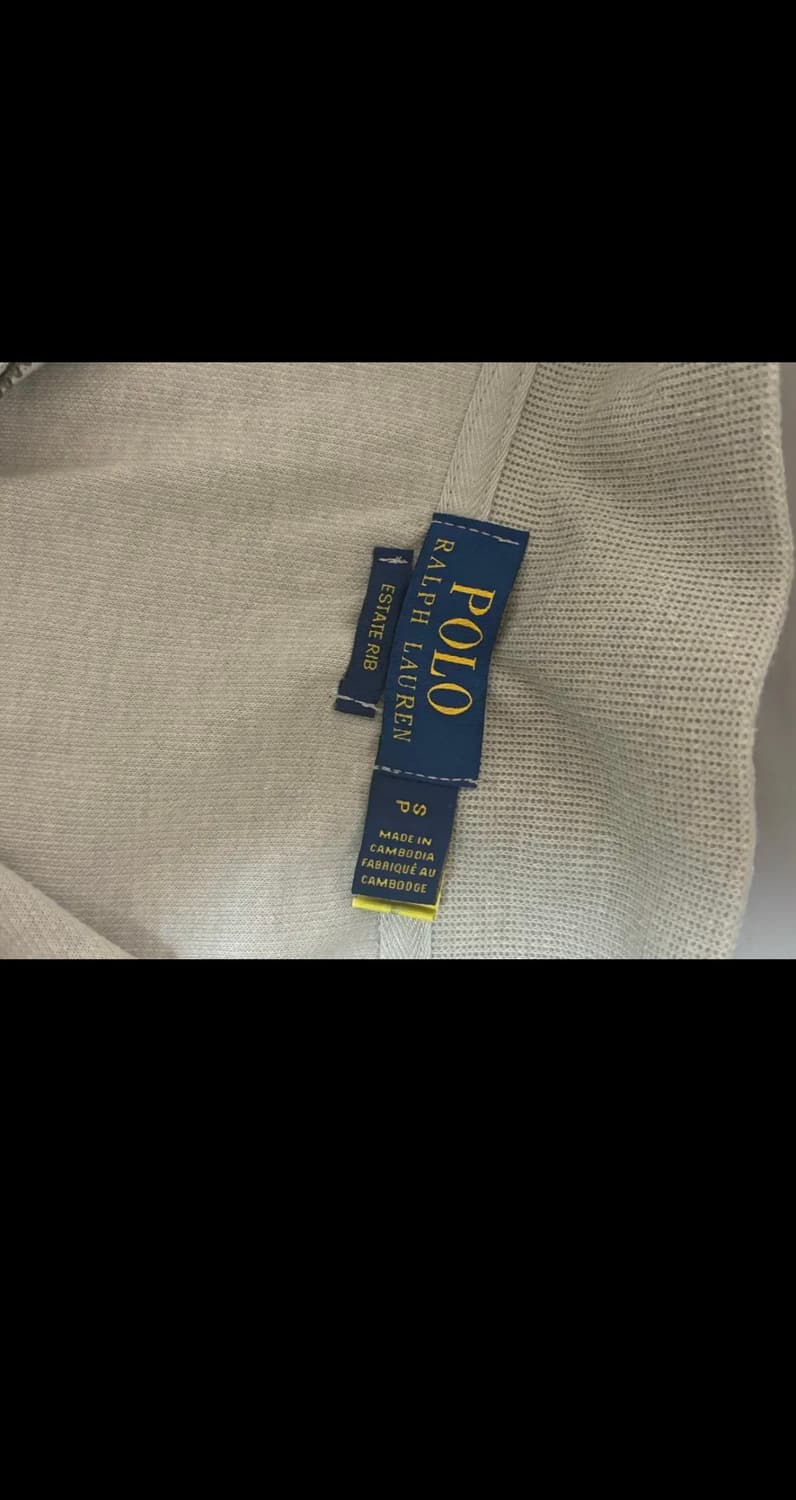 POLO
RALPH LAUREN
ESTATE RIB
S
P
MADE IN
CAMBODIA
FABRIQUÉ AU
CAMBODGE